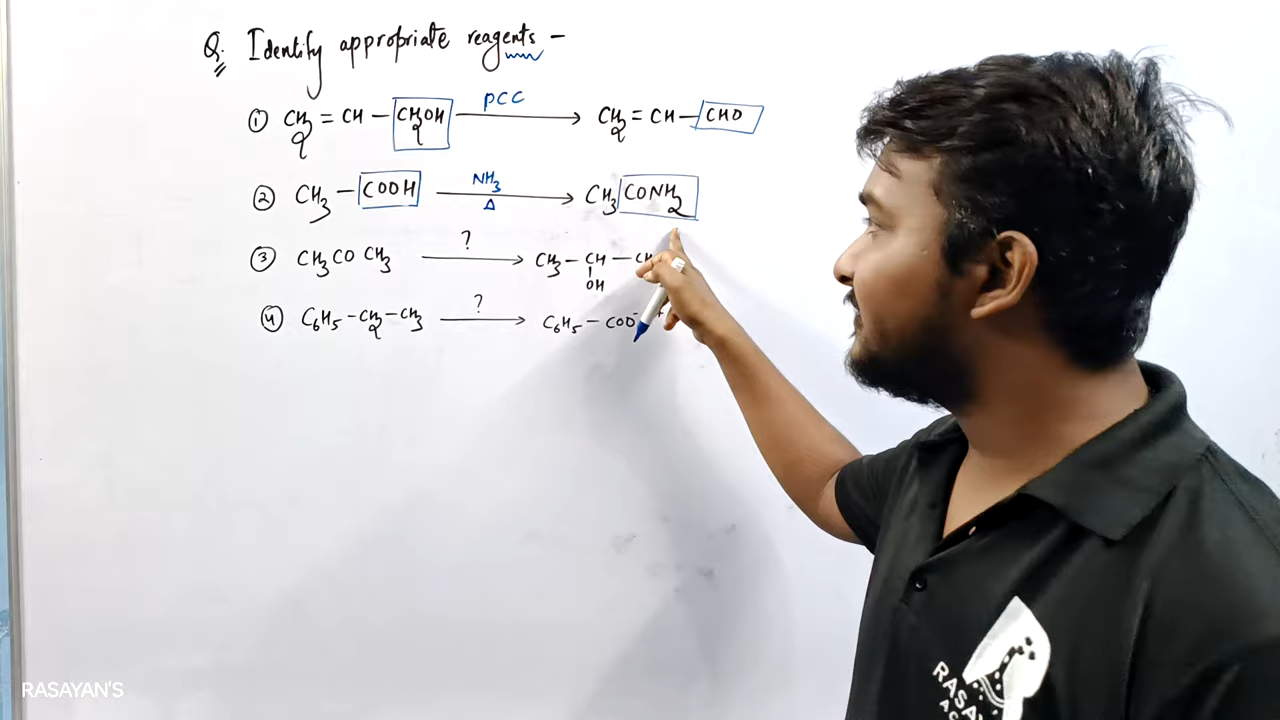 Q. Identify appropriate reagents –
① CH2 = CH – CH2OH PCC → CH2 = CH – CHO
② CH3 – COOH NH3 Δ → CH3CONH2
③ CH3COCH3 ? → CH3 – CH – CH
OH
④ C6H5 – CH2 – CH3 ? → C6H5 – COO- +
RASAYAN'S